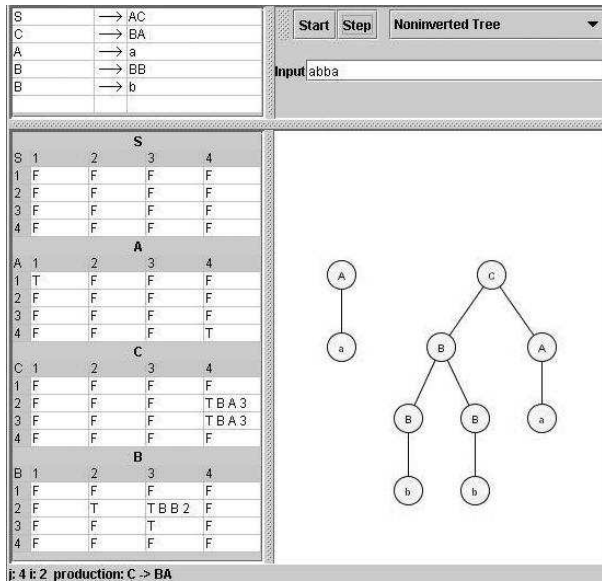 S → AC
C → BA
A → a
B → BB
B → b
Start Step Noninverted Tree
Input abba
S
S 1 2 3 4
1 F F F F
2 F F F F
3 F F F F
4 F F F F
A
A 1 2 3 4
1 T F F F
2 F F F F
3 F F F F
4 F F F T
C
C 1 2 3 4
1 F F F F
2 F F F T B A 3
3 F F F T B A 3
4 F F F F
B
B 1 2 3 4
1 F F F F
2 F T T B B 2 F
3 F F T F
4 F F F F
A C
a B A
B B a
b b
j: 4 i: 2 production: C -> BA